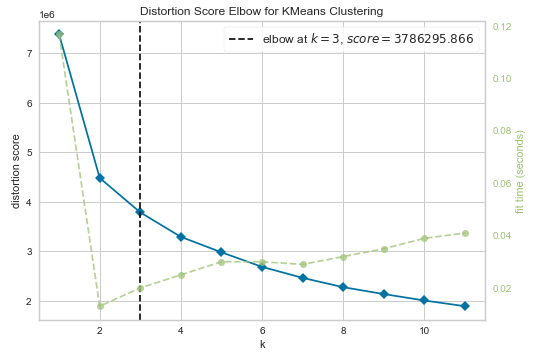 Distortion Score Elbow for KMeans Clustering
1e6
elbow at k = 3, score = 3786295.866
distortion score
7
6
5
4
3
2
2
4
6
8
10
k
0.12
0.10
0.08
0.06
0.04
0.02
fit time (seconds)